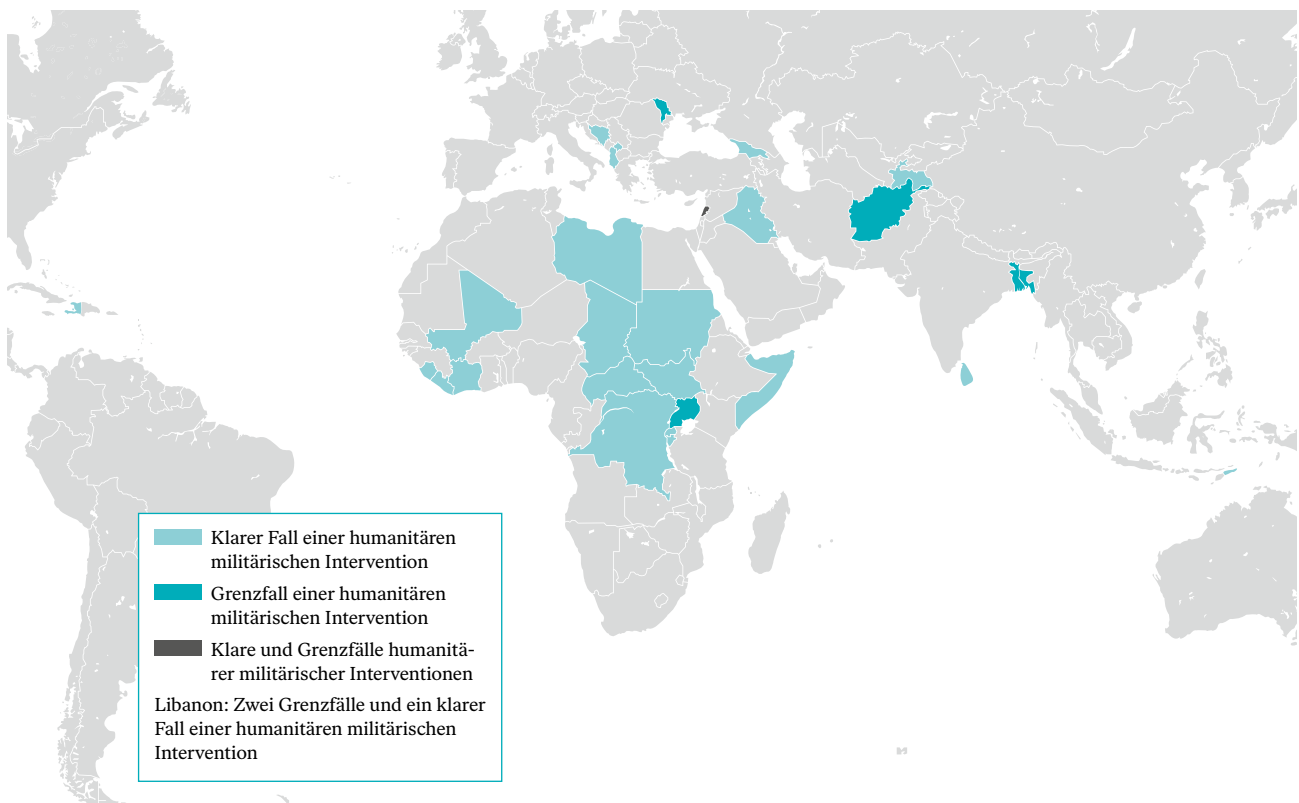 Klarer Fall einer humanitären
militärischen Intervention
Grenzfall einer humanitären
militärischen Intervention
Klare und Grenzfälle humanitä-
rer militärischer Interventionen
Libanon: Zwei Grenzfälle und ein klarer
Fall einer humanitären militärischen
Intervention